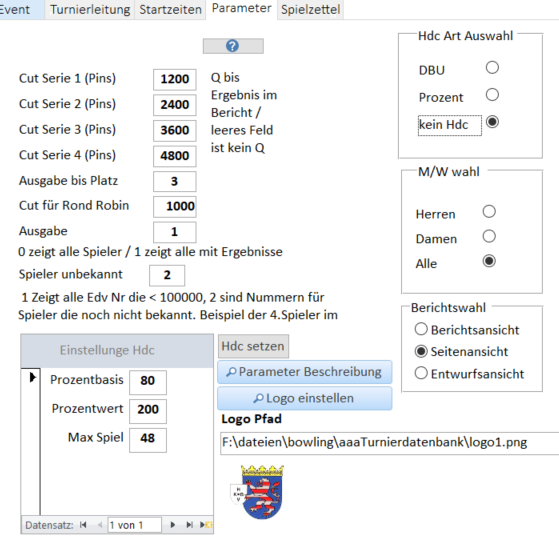 Event Turnierleitung Startzeiten Parameter Spielzettel
Cut Serie 1 (Pins) 1200
Cut Serie 2 (Pins) 2400
Cut Serie 3 (Pins) 3600
Cut Serie 4 (Pins) 4800
Ausgabe bis Platz 3
Cut für Rond Robin 1000
Ausgabe 1
0 zeigt alle Spieler / 1 zeigt alle mit Ergebnisse
Spieler unbekannt 2
1 Zeigt alle Edv Nr die < 100000, 2 sind Nummern für
Spieler die noch nicht bekannt. Beispiel der 4.Spieler im
?
Q bis
Ergebnis im
Bericht /
leeres Feld
ist kein Q
Hdc Art Auswahl
DBU
Prozent
kein Hdc
M/W wahl
Herren
Damen
Alle
Berichtswahl
Berichtsansicht
Seitenansicht
Entwurfsansicht
Einstellunge Hdc
Prozentbasis 80
Prozentwert 200
Max Spiel 48
Datensatz: 1 von 1
Hdc setzen
Parameter Beschreibung
Logo einstellen
Logo Pfad
F:\dateien\bowling\aaaTurnierdatenbank\logo1.png